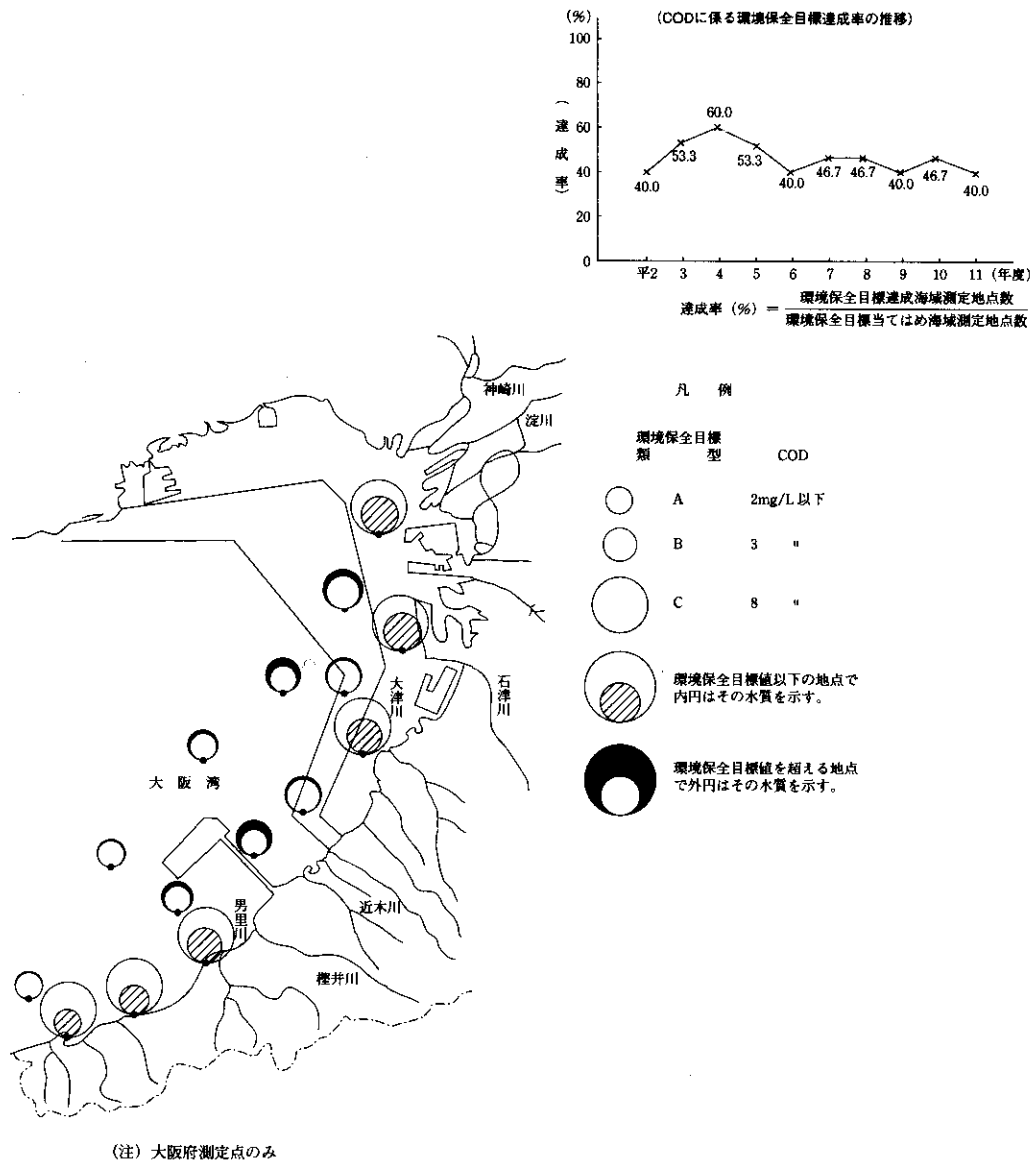 (CODに係る環境保全目標達成率の推移)
(%)
100
80
60
40
20
0
(達成率)
40.0
53.3
60.0
53.3
40.0
46.7
46.7
40.0
46.7
40.0
平2 3 4 5 6 7 8 9 10 11 (年度)
達成率 (%) = 環境保全目標達成海域測定地点数
環境保全目標当てはめ海域測定地点数
凡 例
環境保全目標
類 型 COD
A 2mg/L 以下
B 3 〃
C 8 〃
環境保全目標値以下の地点で
内円はその水質を示す。
環境保全目標値を超える地点
で外円はその水質を示す。
神崎川
淀川
石津川
大津川
大 阪 湾
近木川
男里川
樫井川
(注) 大阪府測定点のみ